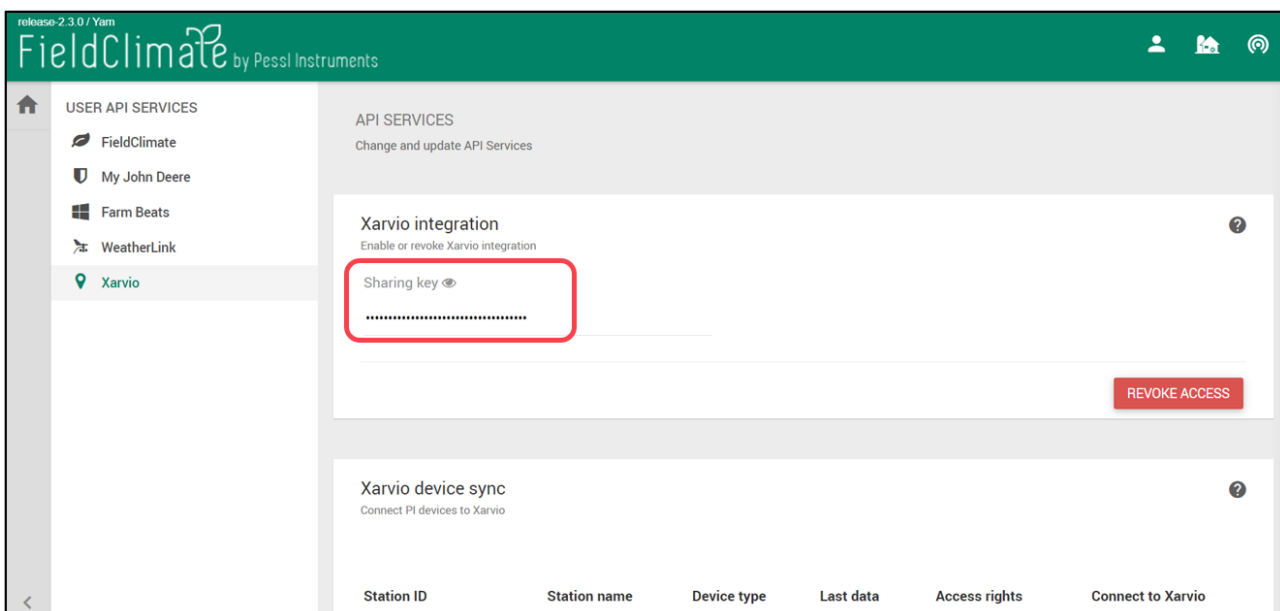 release-2.3.0 / Yam
FieldClimate by Pessl Instruments
USER API SERVICES
FieldClimate
My John Deere
Farm Beats
WeatherLink
Xarvio
API SERVICES
Change and update API Services
Xarvio integration
Enable or revoke Xarvio integration
Sharing key
••••••••••••••••••••••••••••••••••••
REVOKE ACCESS
Xarvio device sync
Connect PI devices to Xarvio
Station ID Station name Device type Last data Access rights Connect to Xarvio